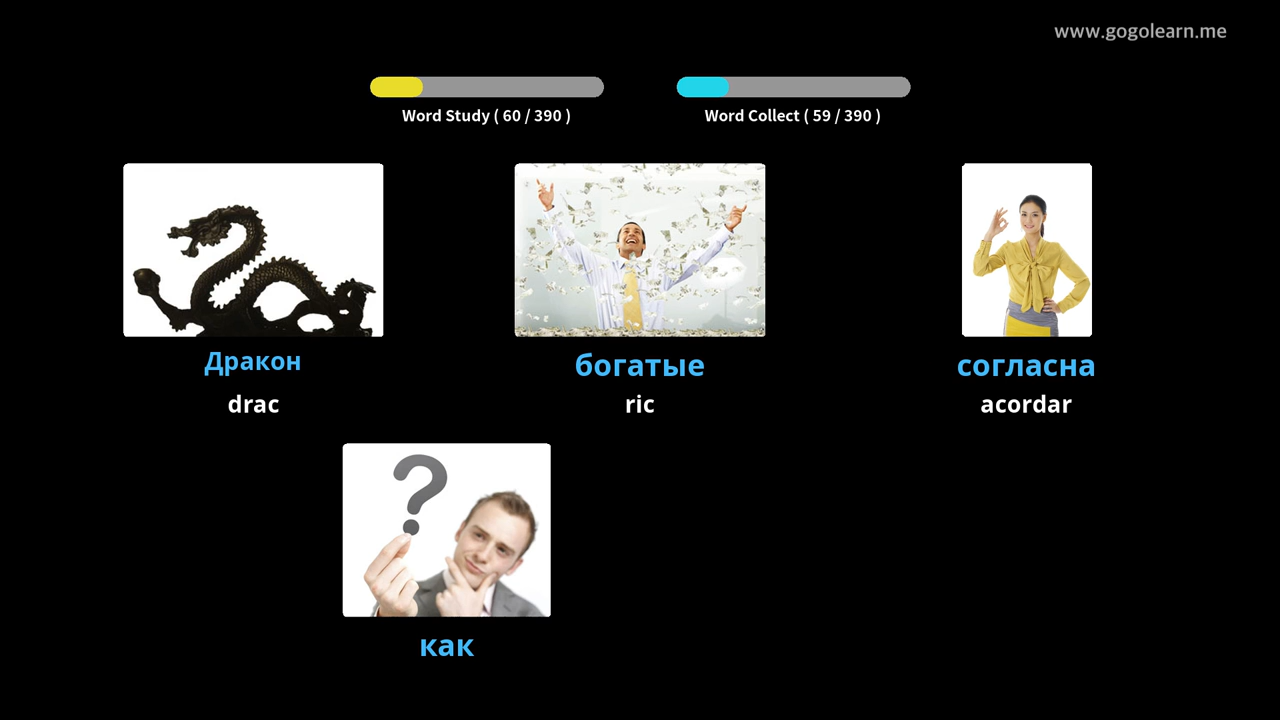 www.gogolearn.me
Word Study ( 60 / 390 )
Word Collect ( 59 / 390 )
Дракон
drac
богатые
ric
согласна
acordar
?
как